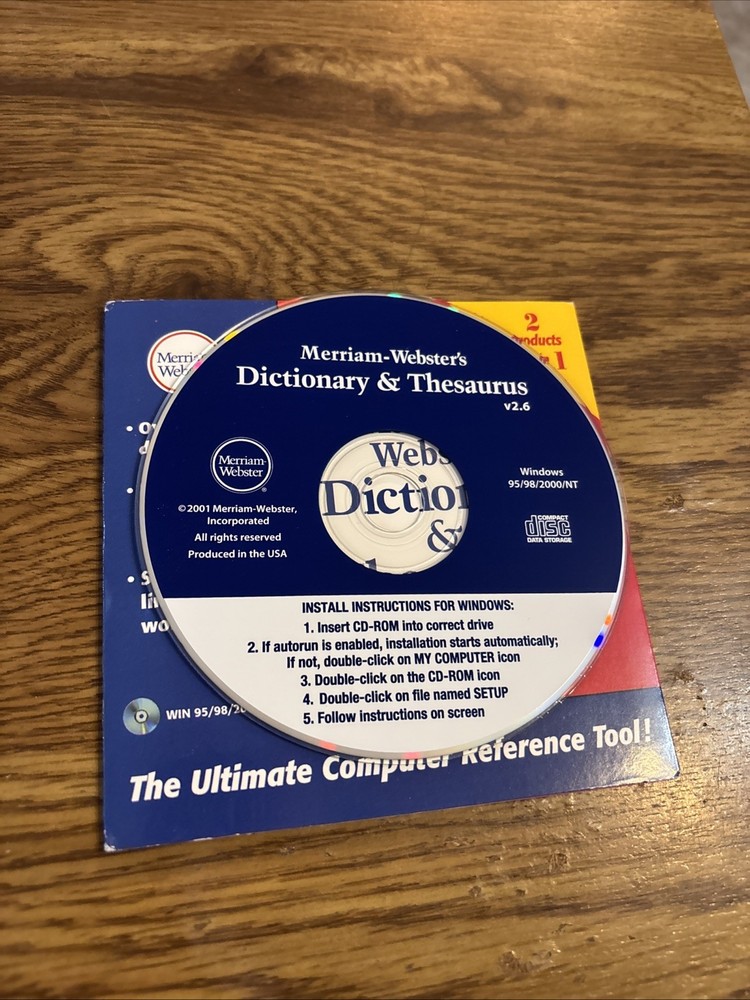 Merriam-Webster's
Dictionary & Thesaurus
v2.6
Merriam-
Webster
®
©2001 Merriam-Webster,
Incorporated
All rights reserved
Produced in the USA
Windows
95/98/2000/NT
COMPACT
disc
DATA STORAGE
INSTALL INSTRUCTIONS FOR WINDOWS:
1. Insert CD-ROM into correct drive
2. If autorun is enabled, installation starts automatically;
If not, double-click on MY COMPUTER icon
3. Double-click on the CD-ROM icon
4. Double-click on file named SETUP
5. Follow instructions on screen
2
1
&
WIN 95/98/20
The Ultimate Computer Reference Tool!